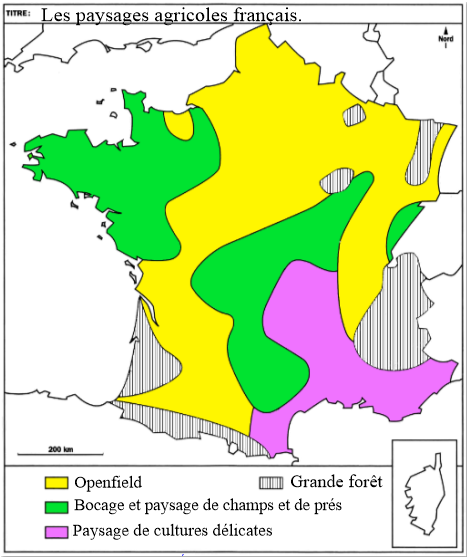 TITRE : Les paysages agricoles français.
Nord
200 km
Openfield
Grande forêt
Bocage et paysage de champs et de prés
Paysage de cultures délicates